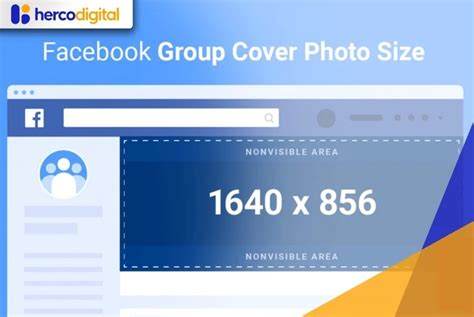 hercodigital
Facebook Group Cover Photo Size
f
NONVISIBLE AREA
1640 x 856
NONVISIBLE AREA